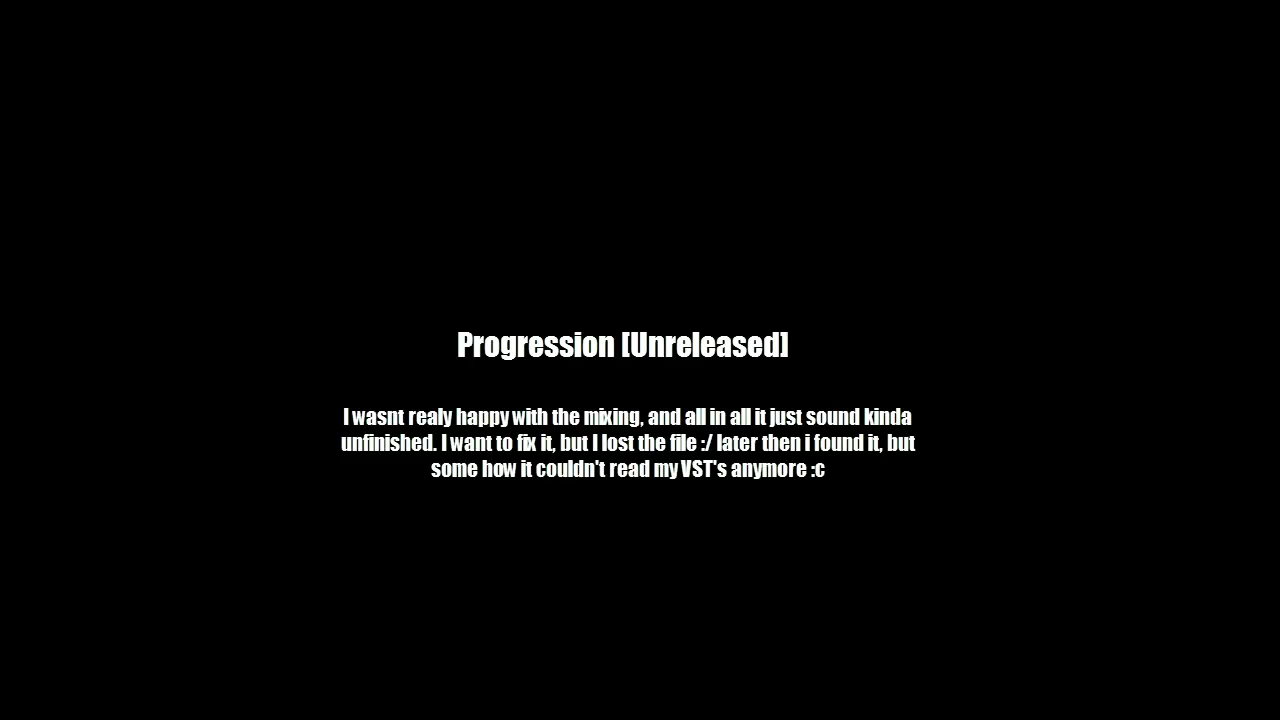 Progression [Unreleased]
I wasnt realy happy with the mixing, and all in all it just sound kinda
unfinished. I want to fix it, but I lost the file :/ later then i found it, but
some how it couldn't read my VST's anymore :c